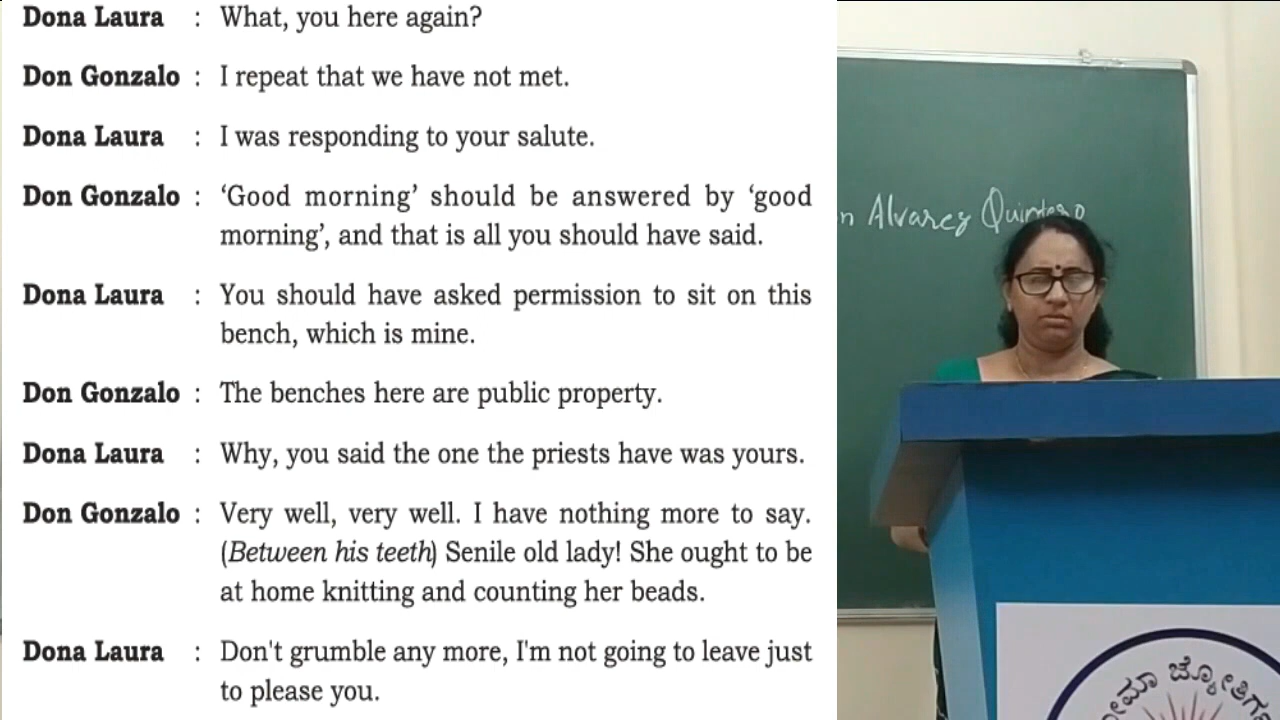 Dona Laura : What, you here again?
Don Gonzalo : I repeat that we have not met.
Dona Laura : I was responding to your salute.
Don Gonzalo : ‘Good morning’ should be answered by ‘good
morning’, and that is all you should have said.
Dona Laura : You should have asked permission to sit on this
bench, which is mine.
Don Gonzalo : The benches here are public property.
Dona Laura : Why, you said the one the priests have was yours.
Don Gonzalo : Very well, very well. I have nothing more to say.
(Between his teeth) Senile old lady! She ought to be
at home knitting and counting her beads.
Dona Laura : Don't grumble any more, I'm not going to leave just
to please you.
n Alvarez Quintero